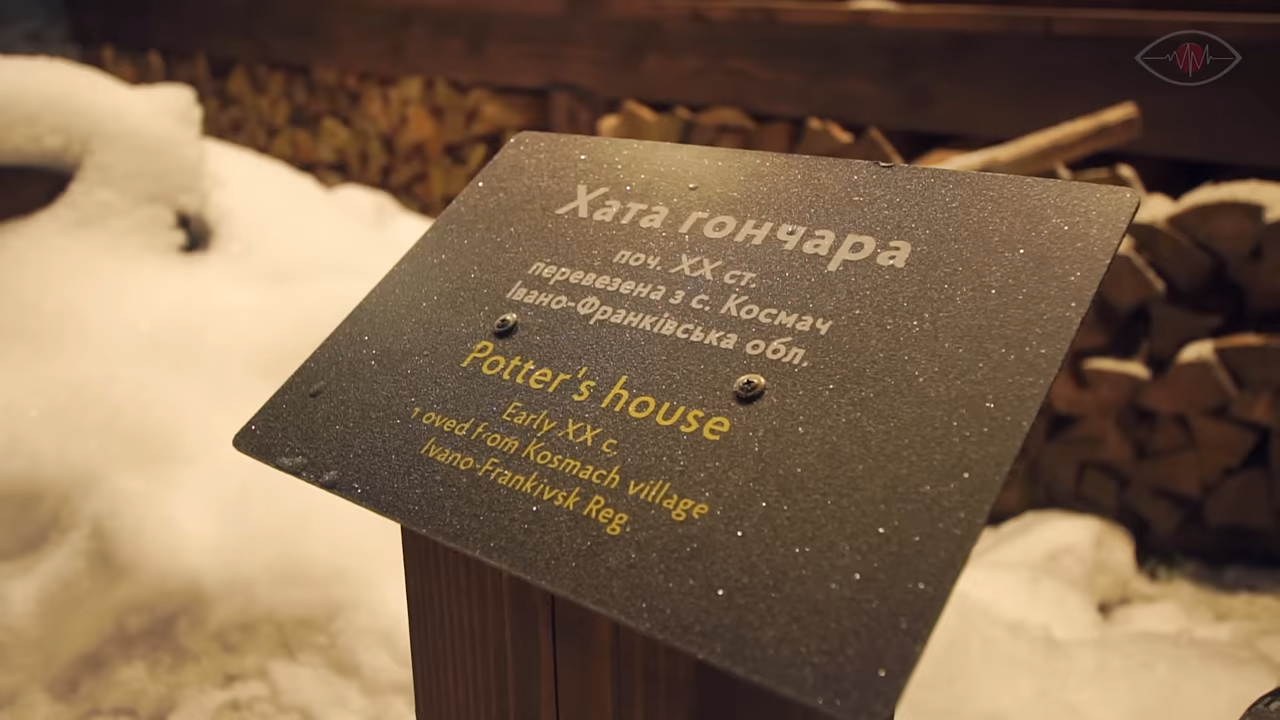 Хата гончара
поч. XX ст.
перевезена з с. Космач
Івано-Франківська обл.
Potter's house
Early XX c.
oved from Kosmach village
Ivano-Frankivsk Reg.